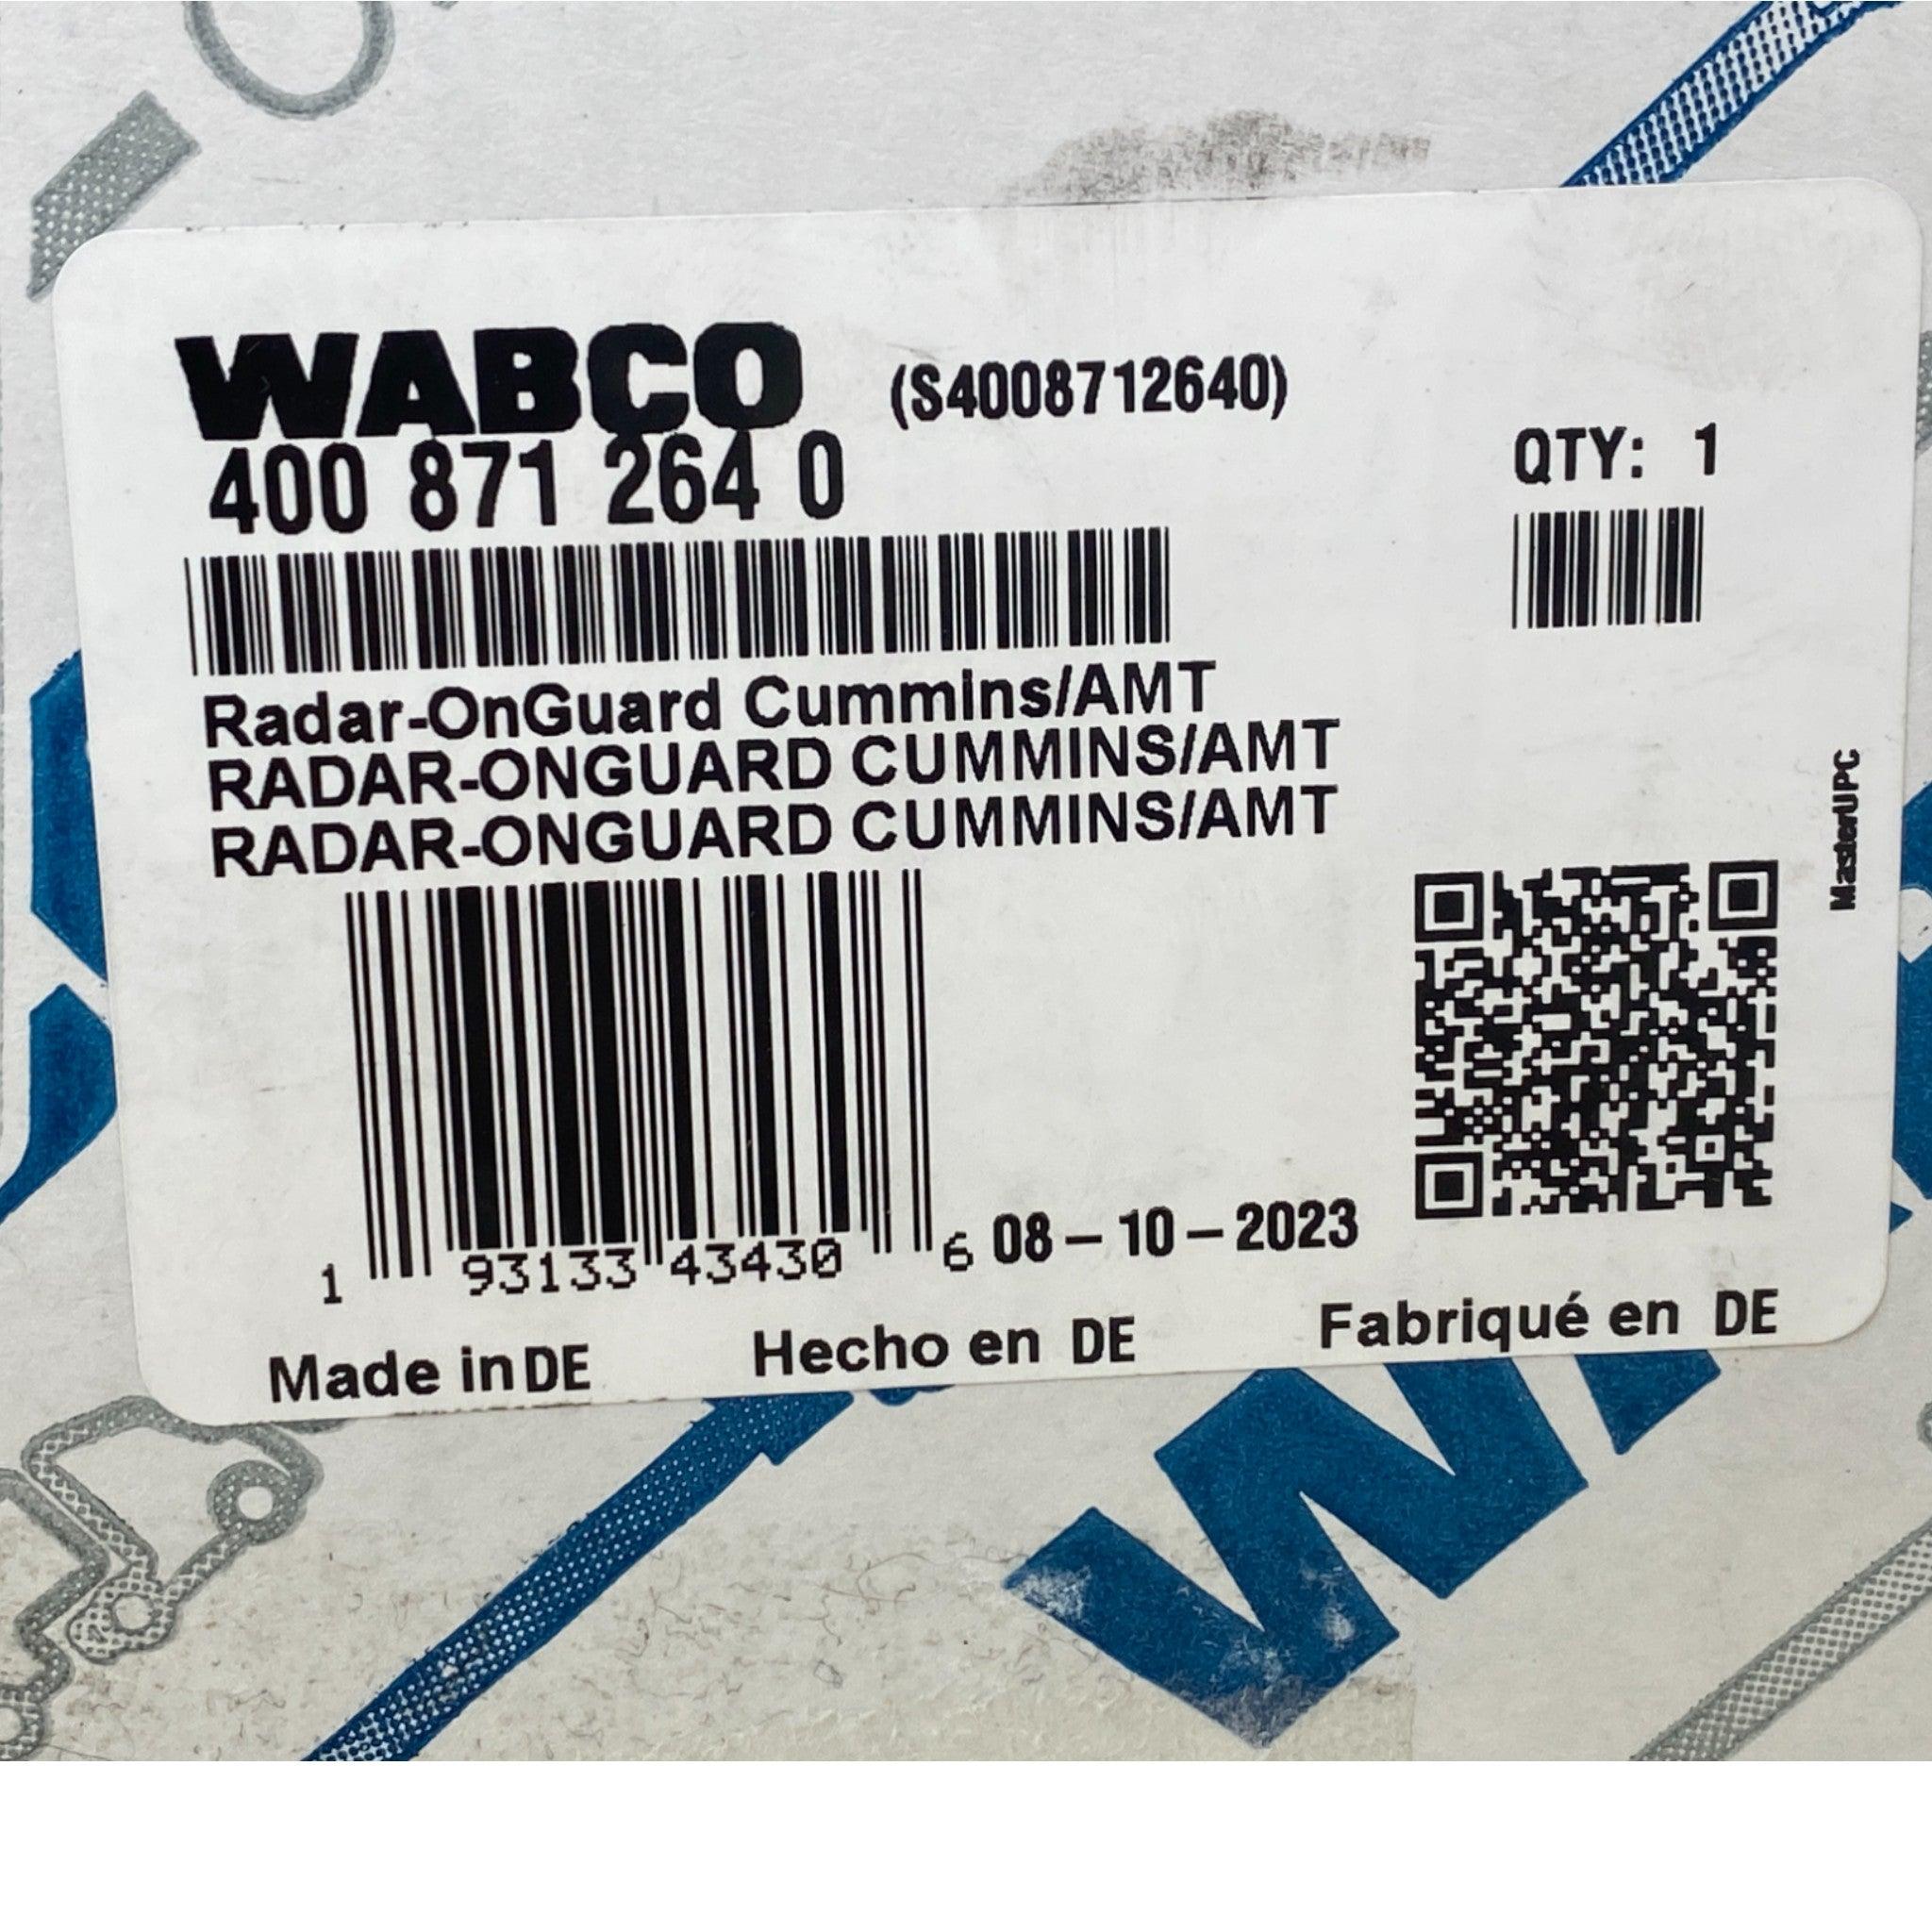 WABCO (S4008712640)
400 871 264 0
QTY: 1
Radar-OnGuard Cummins/AMT
RADAR-ONGUARD CUMMINS/AMT
RADAR-ONGUARD CUMMINS/AMT
MasterUPC
1 93133 43430 6 08-10-2023
Made in DE Hecho en DE Fabriqué en DE